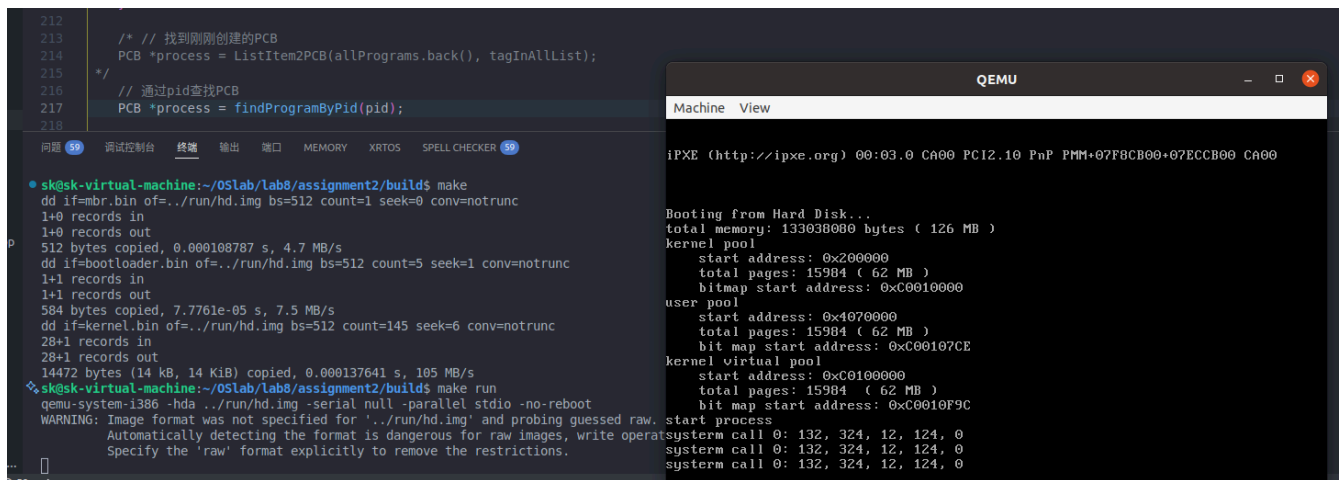 212
213 /* // 找到刚刚创建的PCB
214 PCB *process = ListItem2PCB(allPrograms.back(), tagInAllList);
215 */
216 // 通过pid查找PCB
217 PCB *process = findProgramByPid(pid);
218
问题 59 调试控制台 终端 输出 端口 MEMORY XRTOS SPELL CHECKER 59
sk@sk-virtual-machine:~/OSlab/lab8/assignment2/build$ make
dd if=mbr.bin of=../run/hd.img bs=512 count=1 seek=0 conv=notrunc
1+0 records in
1+0 records out
512 bytes copied, 0.000108787 s, 4.7 MB/s
dd if=bootloader.bin of=../run/hd.img bs=512 count=5 seek=1 conv=notrunc
1+1 records in
1+1 records out
584 bytes copied, 7.7761e-05 s, 7.5 MB/s
dd if=kernel.bin of=../run/hd.img bs=512 count=145 seek=6 conv=notrunc
28+1 records in
28+1 records out
14472 bytes (14 kB, 14 KiB) copied, 0.000137641 s, 105 MB/s
sk@sk-virtual-machine:~/OSlab/lab8/assignment2/build$ make run
qemu-system-i386 -hda ../run/hd.img -serial null -parallel stdio -no-reboot
WARNING: Image format was not specified for '../run/hd.img' and probing guessed raw.
Automatically detecting the format is dangerous for raw images, write operat
Specify the 'raw' format explicitly to remove the restrictions.
QEMU
Machine View
iPXE (http://ipxe.org) 00:03.0 CA00 PCI2.10 PnP PMM+07F8CB00+07ECCB00 CA00
Booting from Hard Disk...
total memory: 133038080 bytes ( 126 MB )
kernel pool
start address: 0x200000
total pages: 15984 ( 62 MB )
bitmap start address: 0xC0010000
user pool
start address: 0x4070000
total pages: 15984 ( 62 MB )
bit map start address: 0xC00107CE
kernel virtual pool
start address: 0xC0100000
total pages: 15984 ( 62 MB )
bit map start address: 0xC0010F9C
start process
systerm call 0: 132, 324, 12, 124, 0
systerm call 0: 132, 324, 12, 124, 0
systerm call 0: 132, 324, 12, 124, 0